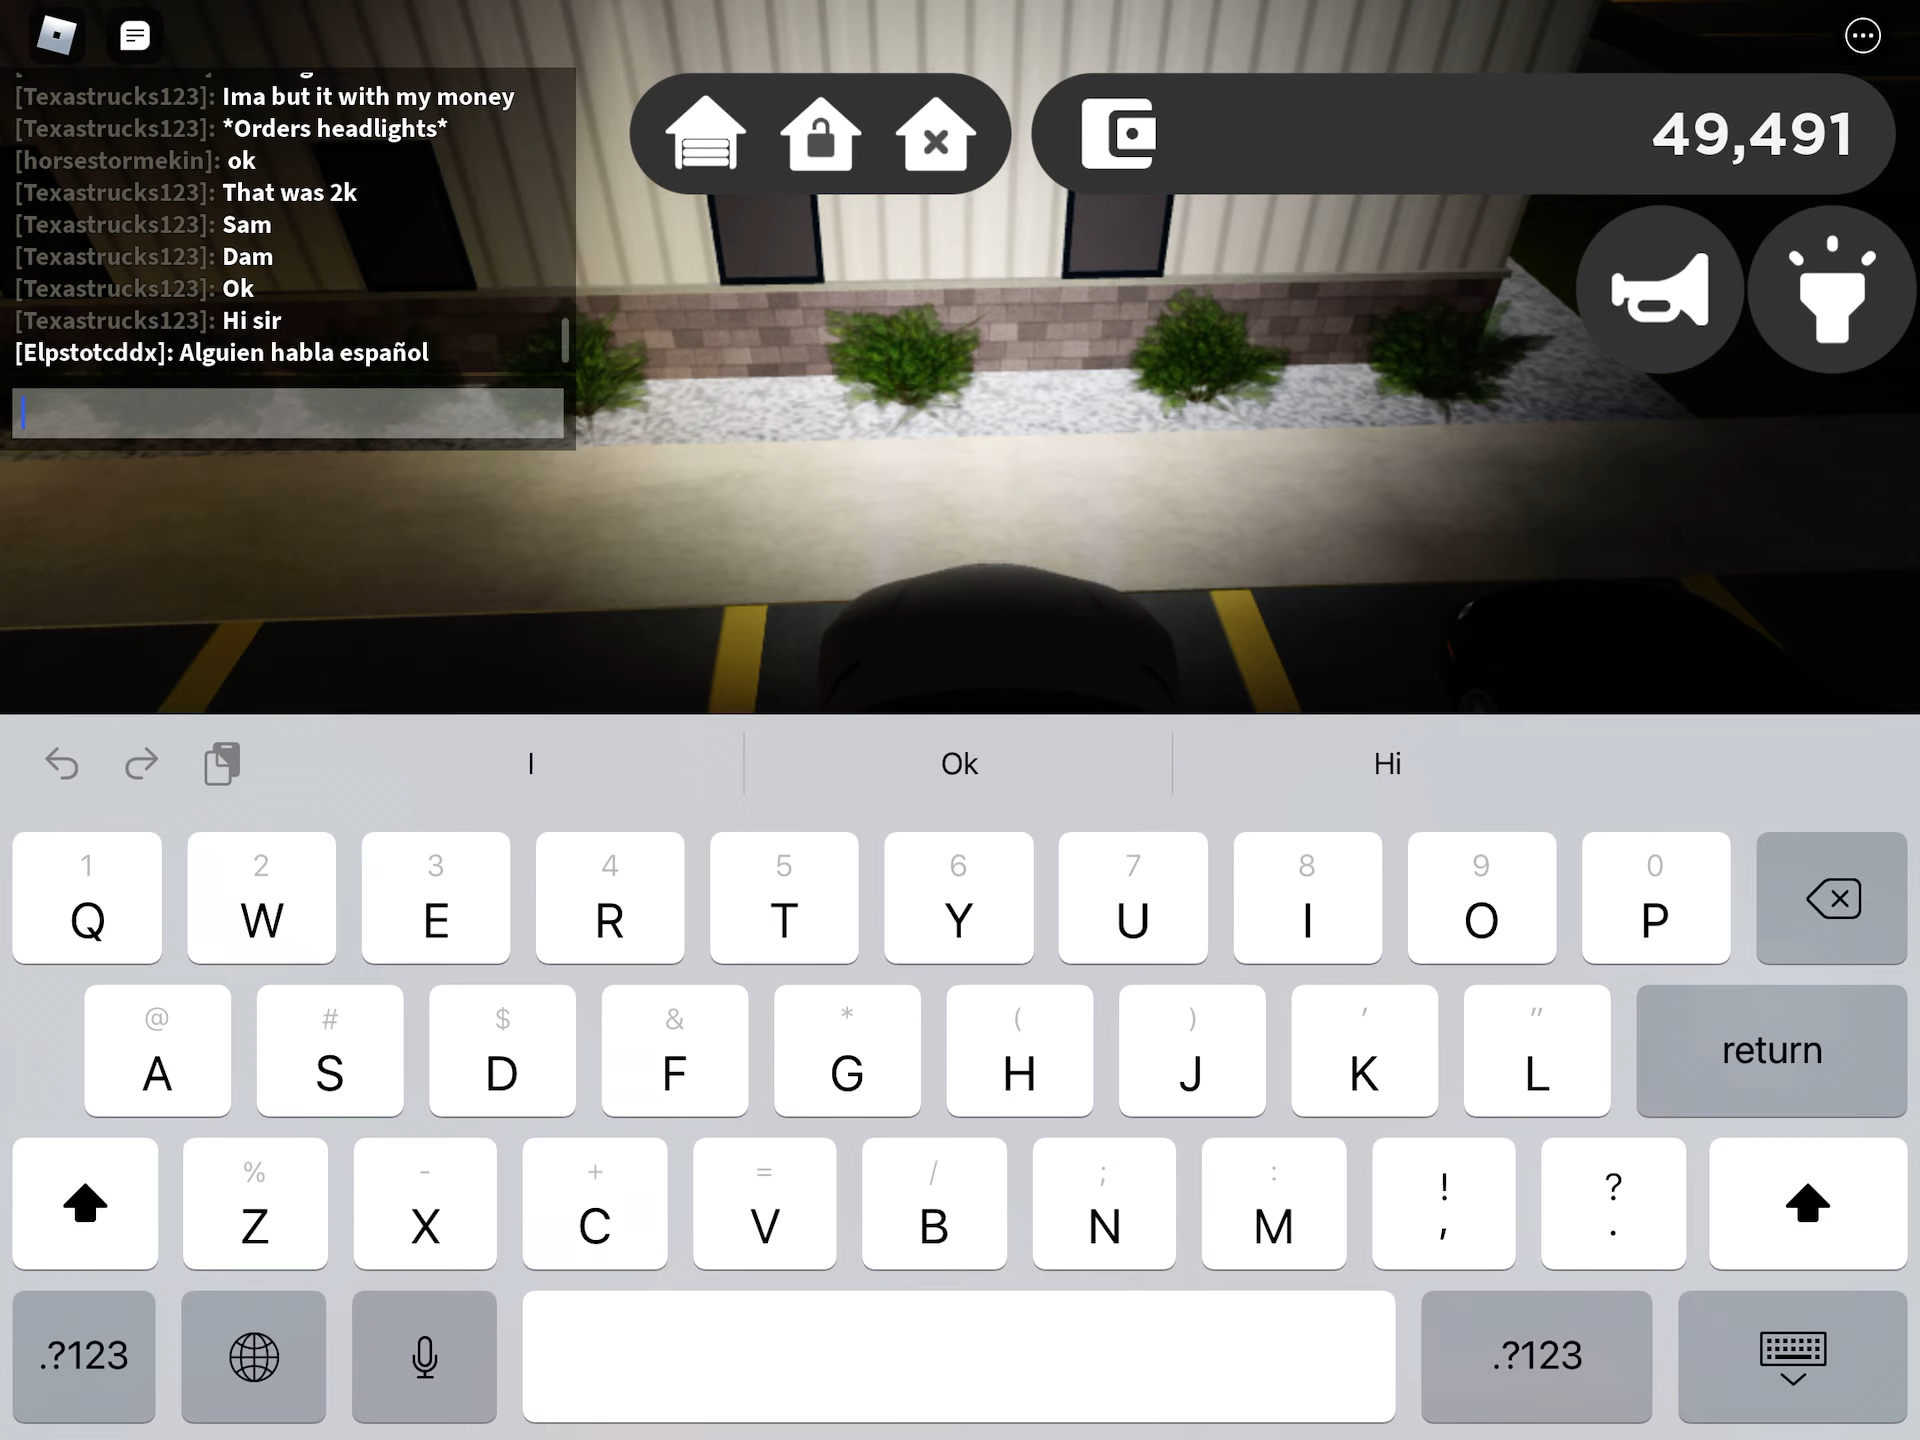 [Texastrucks123]: Ima but it with my money
[Texastrucks123]: *Orders headlights*
[horsestormekin]: ok
[Texastrucks123]: That was 2k
[Texastrucks123]: Sam
[Texastrucks123]: Dam
[Texastrucks123]: Ok
[Texastrucks123]: Hi sir
[Elpstotcddx]: Alguien habla español
49,491
I Ok Hi
1 2 3 4 5 6 7 8 9 0
Q W E R T Y U I O P
@ # $ & * ( ) ' "
A S D F G H J K L return
% - + = / ; : ! ?
Z X C V B N M , .
.?123 .?123